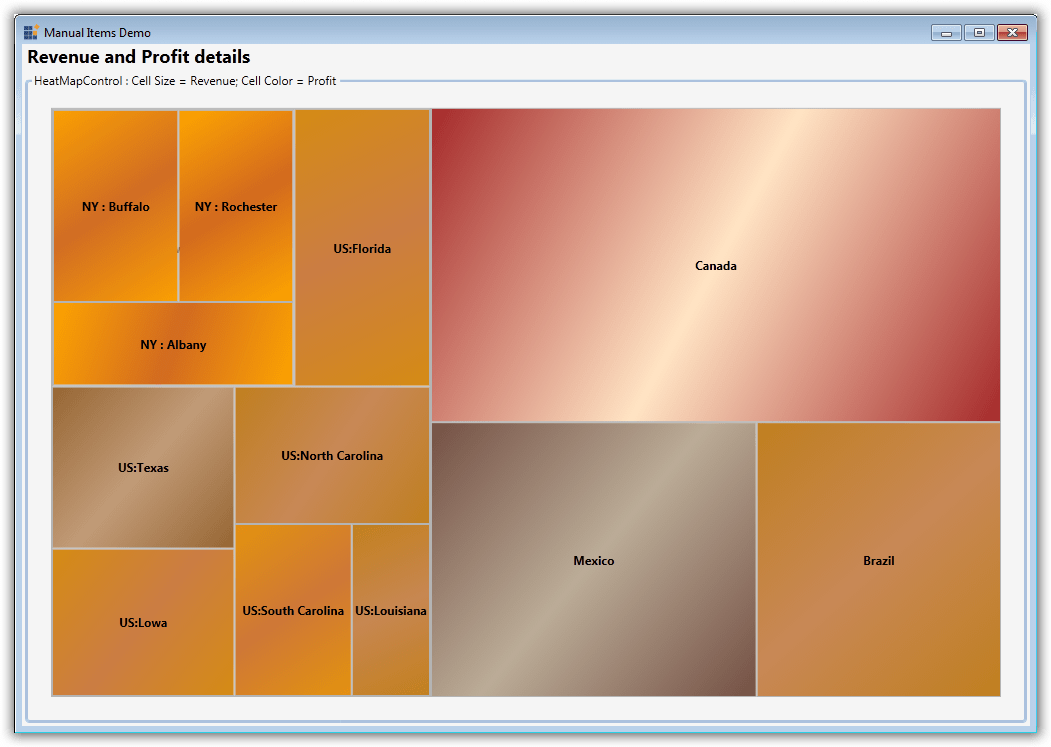 Manual Items Demo
Revenue and Profit details
HeatMapControl : Cell Size = Revenue; Cell Color = Profit
NY : Buffalo
NY : Rochester
US:Florida
Canada
NY : Albany
US:Texas
US:North Carolina
Mexico
Brazil
US:Lowa
US:South Carolina
US:Louisiana